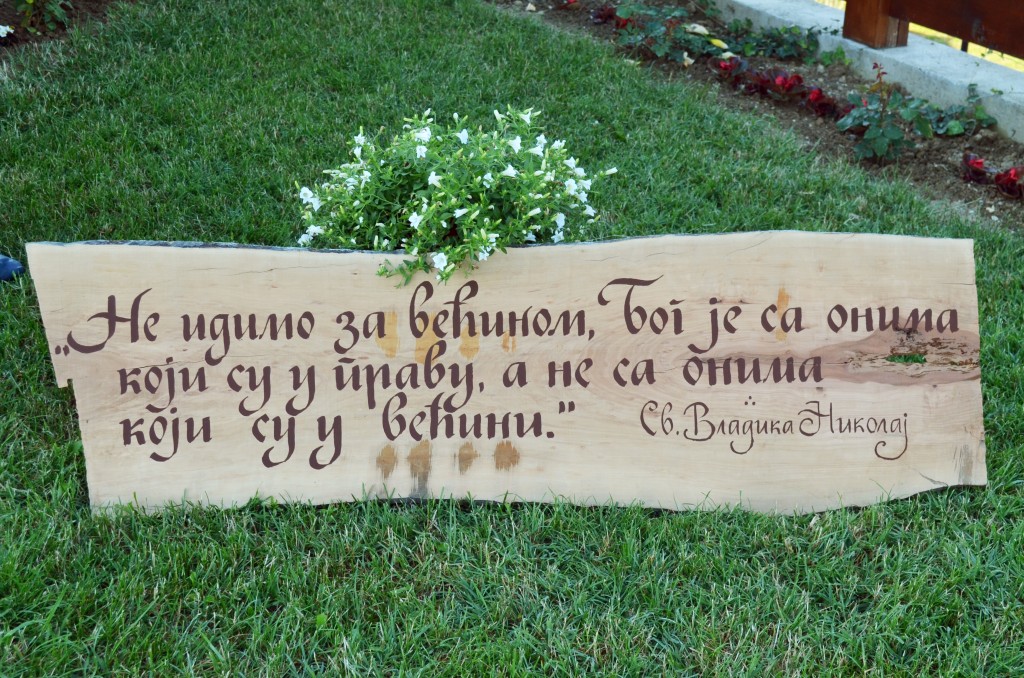 „Не идимо за већином, Бог је са онима
који су у праву, а не са онима
који су у већини."
Св. Владика Николај